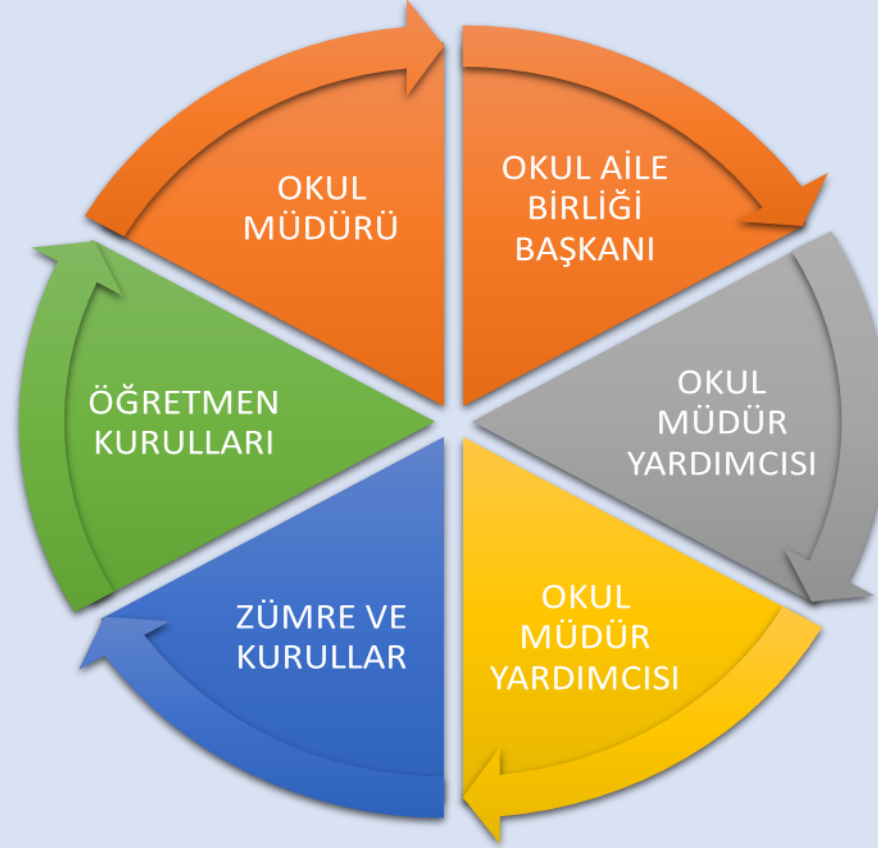 OKUL
MÜDÜRÜ
OKUL AİLE
BİRLİĞİ
BAŞKANI
OKUL
MÜDÜR
YARDIMCISI
OKUL
MÜDÜR
YARDIMCISI
ZÜMRE VE
KURULLAR
ÖĞRETMEN
KURULLARI